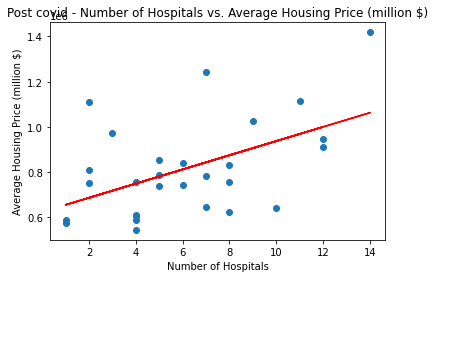 Post covid - Number of Hospitals vs. Average Housing Price (million $)
1e6
1.4
1.2
1.0
0.8
0.6
Average Housing Price (million $)
2 4 6 8 10 12 14
Number of Hospitals